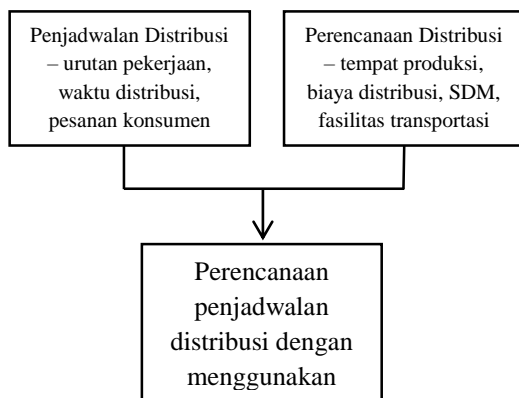 Penjadwalan Distribusi
– urutan pekerjaan,
waktu distribusi,
pesanan konsumen
Perencanaan Distribusi
– tempat produksi,
biaya distribusi, SDM,
fasilitas transportasi
Perencanaan
penjadwalan
distribusi dengan
menggunakan